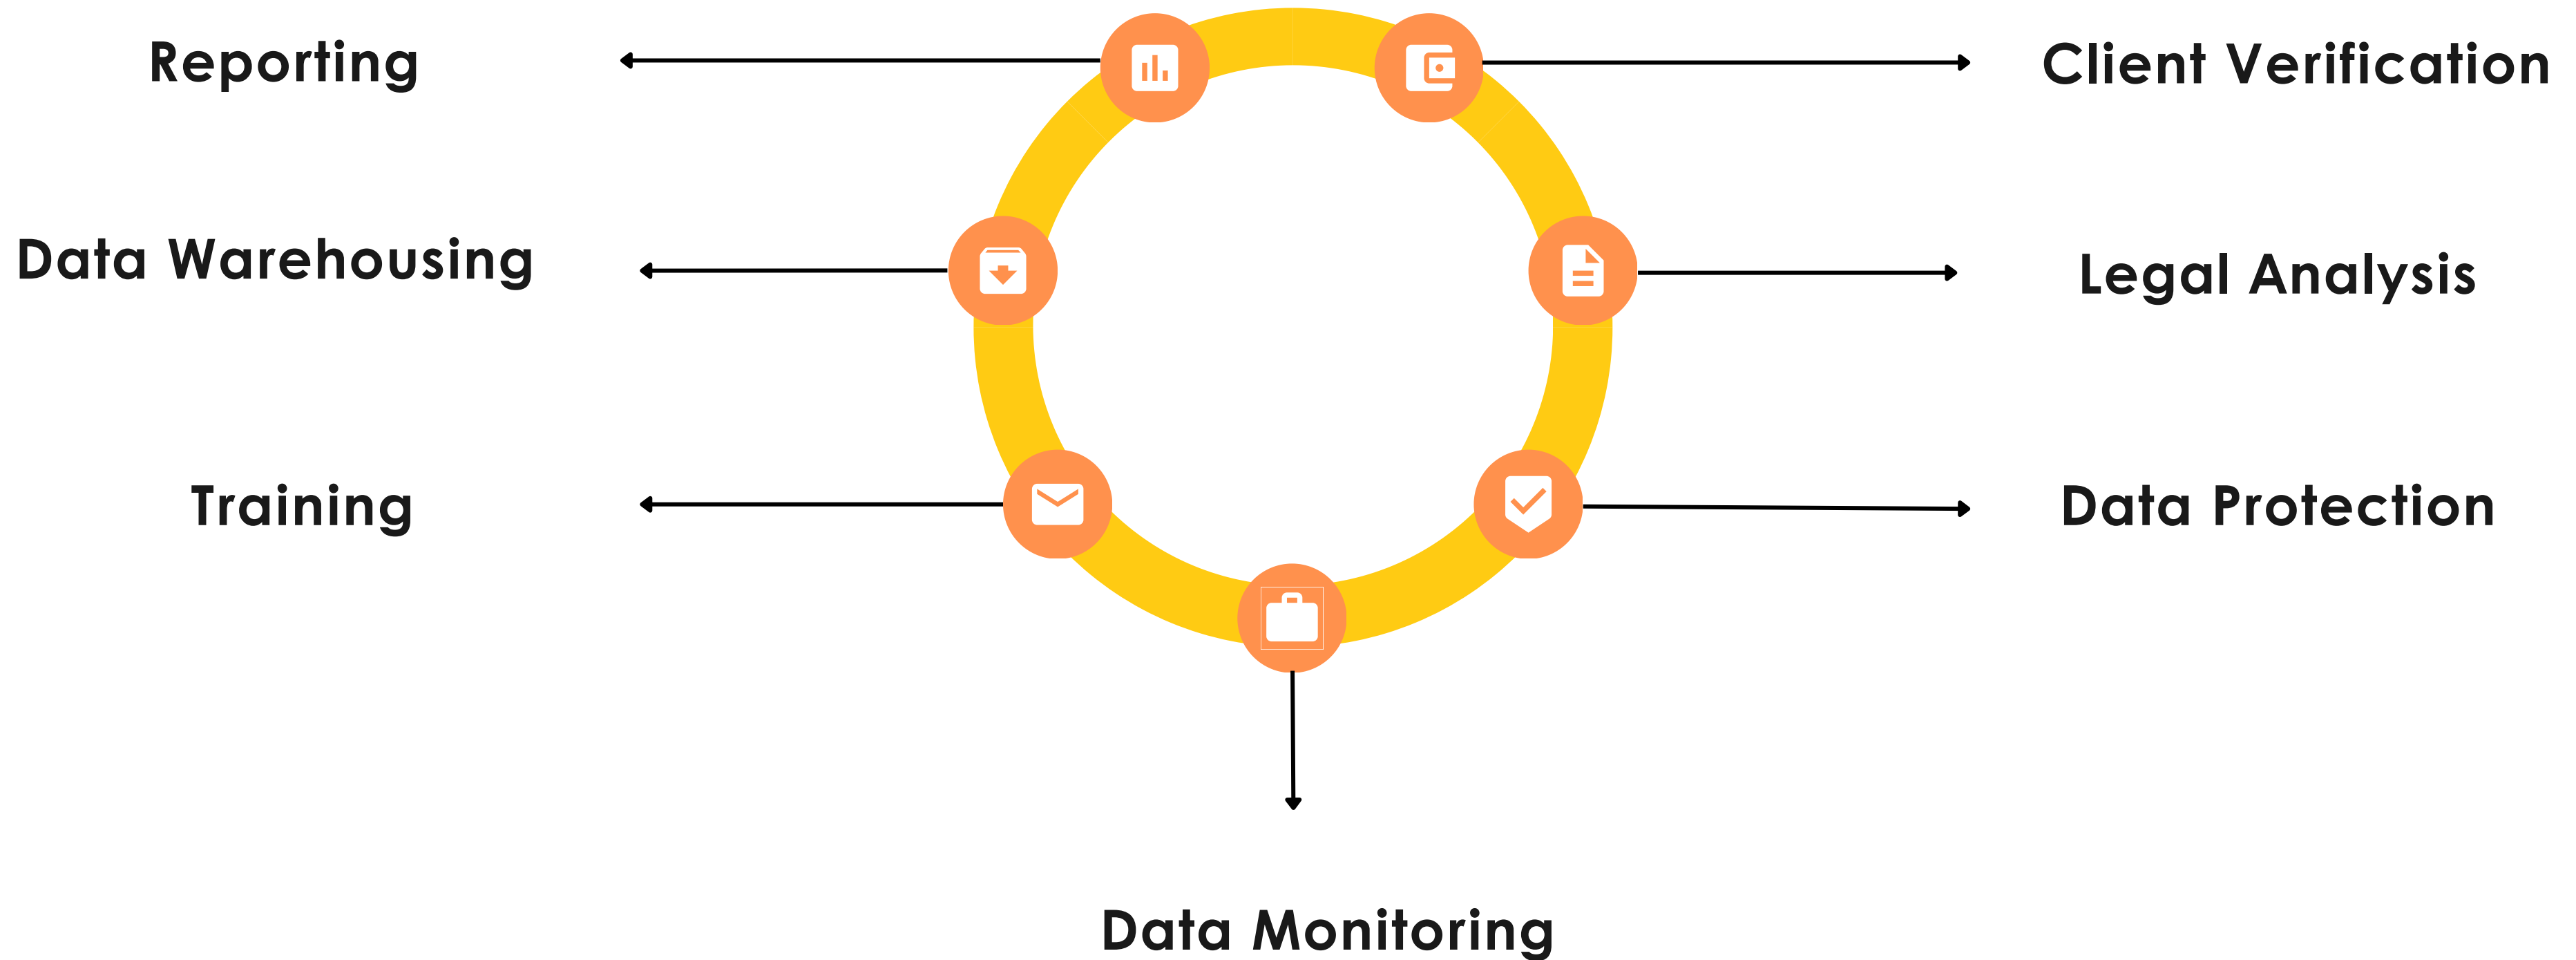 Reporting
Client Verification
Data Warehousing
Legal Analysis
Training
Data Protection
Data Monitoring